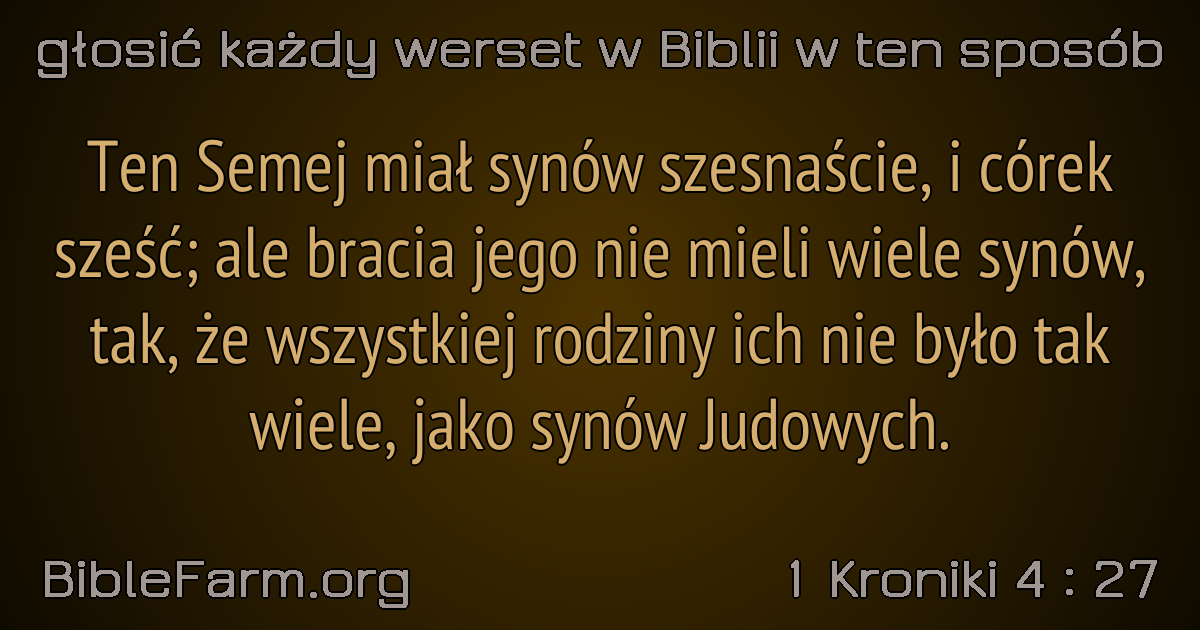 głosić każdy werset w Biblii w ten sposób
Ten Semej miał synów szesnaście, i córek
sześć; ale bracia jego nie mieli wiele synów,
tak, że wszystkiej rodziny ich nie było tak
wiele, jako synów Judowych.
BibleFarm.org
1 Kroniki 4 : 27